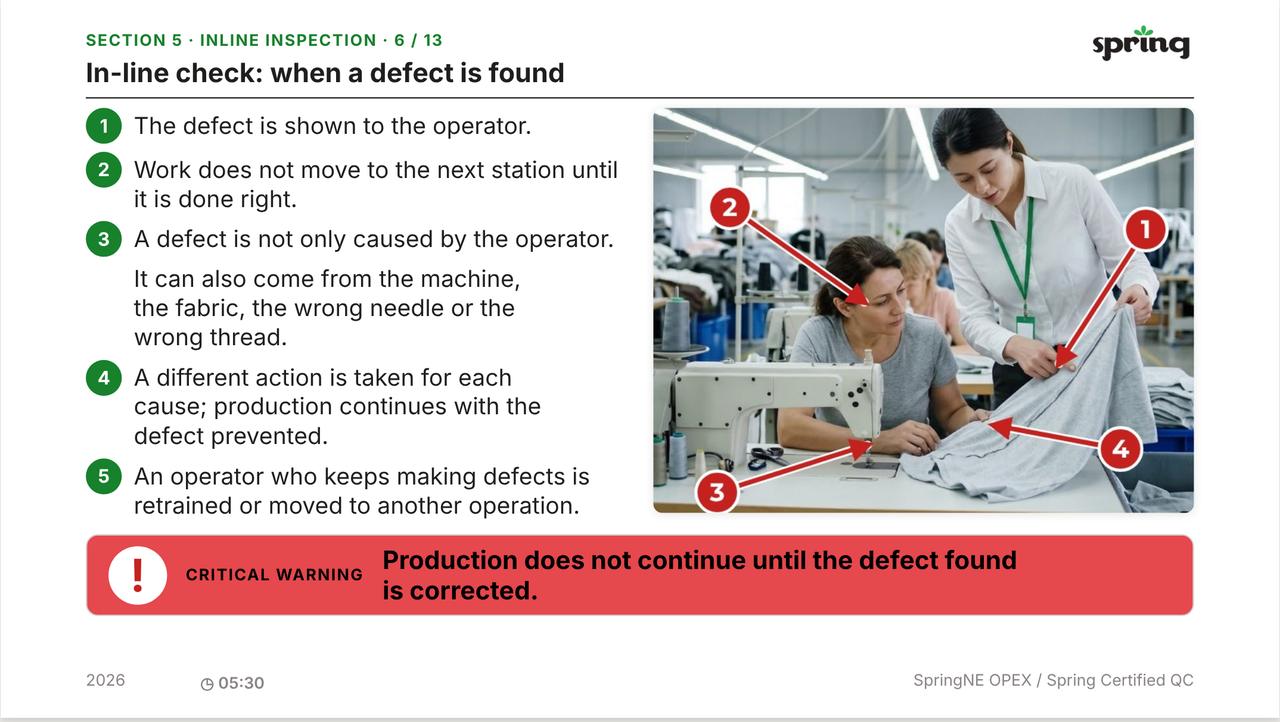 SECTION 5 · INLINE INSPECTION · 6 / 13
spring
In-line check: when a defect is found
1 The defect is shown to the operator.
2 Work does not move to the next station until
it is done right.
3 A defect is not only caused by the operator.
It can also come from the machine,
the fabric, the wrong needle or the
wrong thread.
4 A different action is taken for each
cause; production continues with the
defect prevented.
5 An operator who keeps making defects is
retrained or moved to another operation.
2
1
4
3
! CRITICAL WARNING Production does not continue until the defect found
is corrected.
2026 05:30 SpringNE OPEX / Spring Certified QC